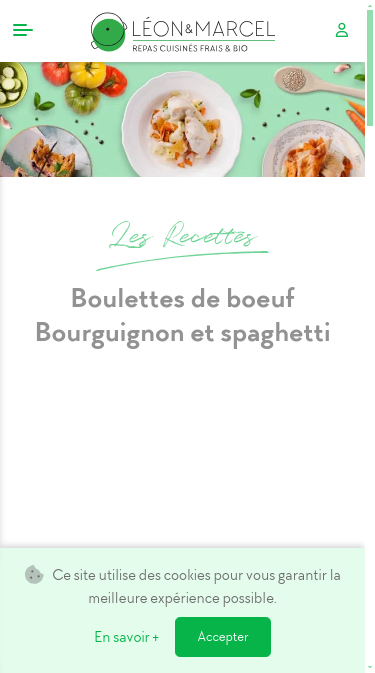 LÉON&MARCEL
REPAS CUISINÉS FRAIS & BIO
Les Recettes
Boulettes de boeuf
Bourguignon et spaghetti
Ce site utilise des cookies pour vous garantir la
meilleure expérience possible.
En savoir +
Accepter